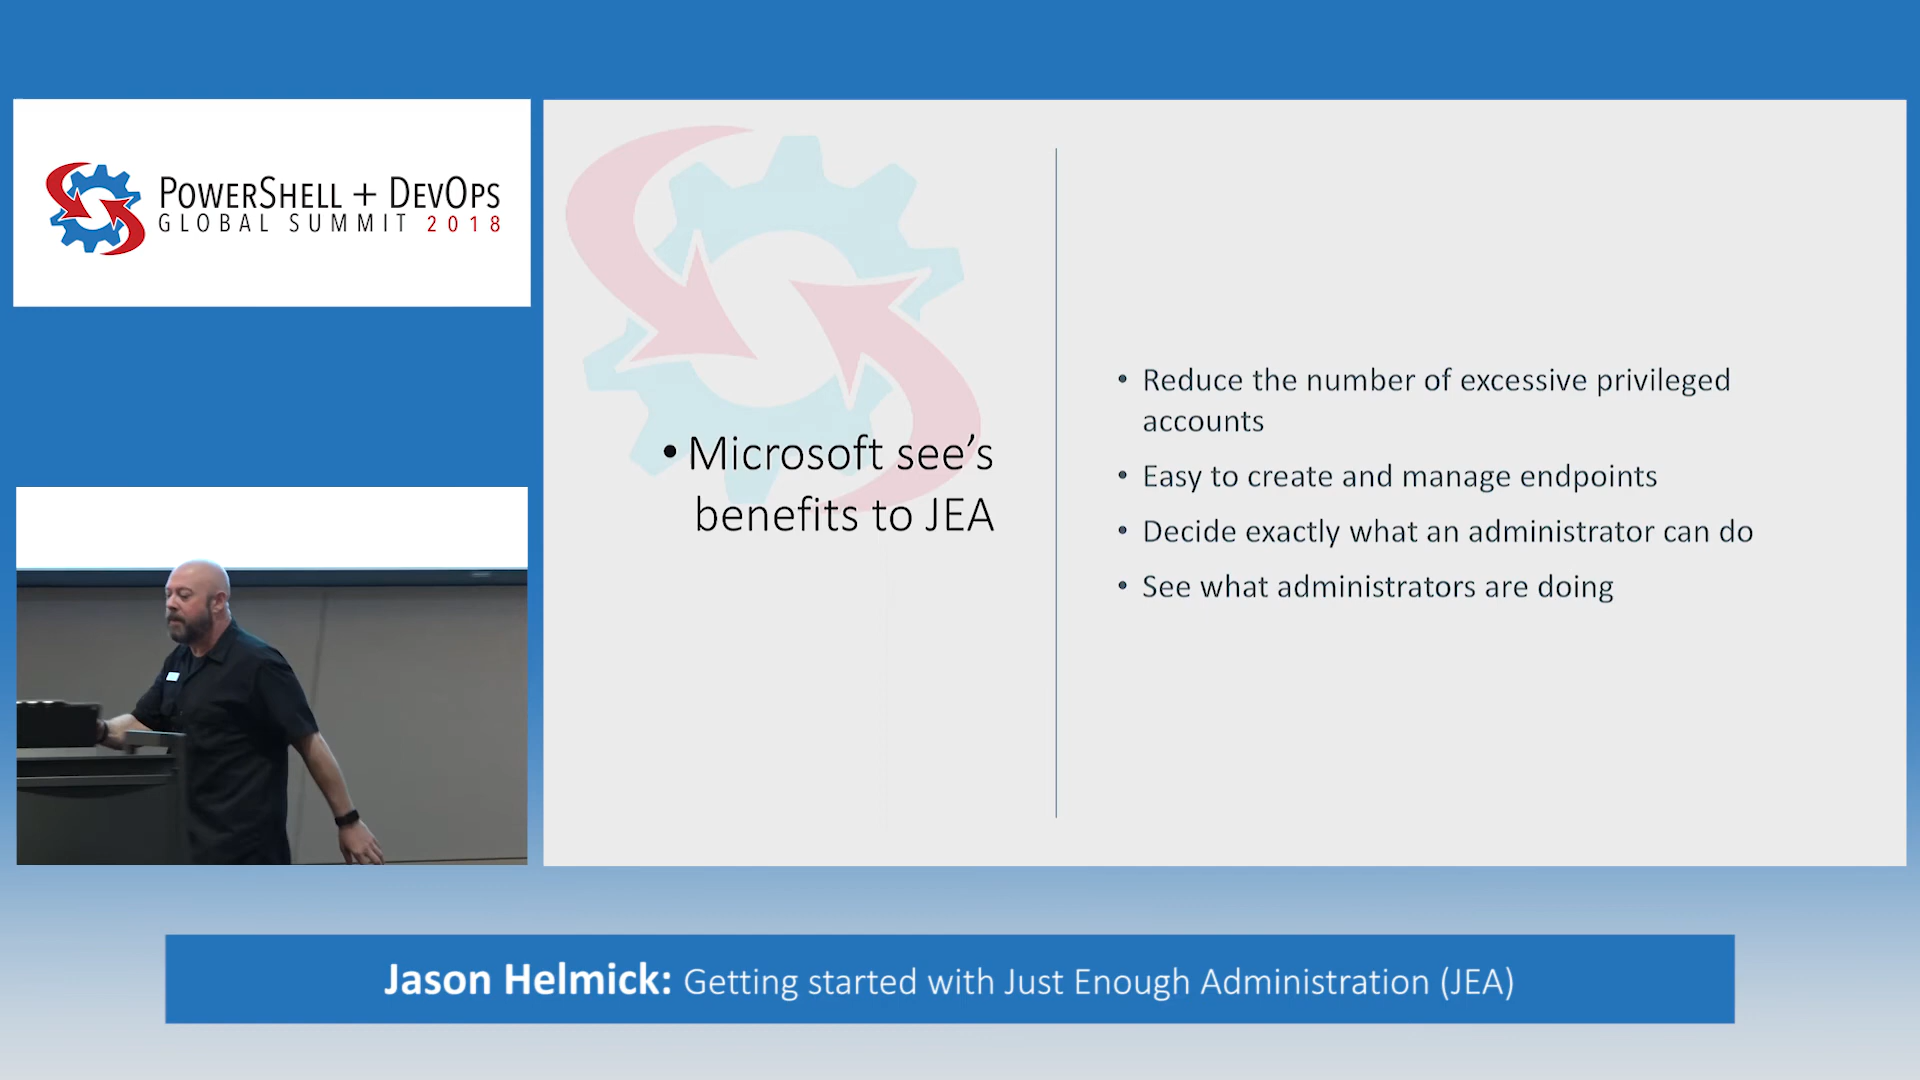 POWERSHELL + DEVOPS
GLOBAL SUMMIT 2018
• Microsoft see’s
benefits to JEA
• Reduce the number of excessive privileged
accounts
• Easy to create and manage endpoints
• Decide exactly what an administrator can do
• See what administrators are doing
Jason Helmick: Getting started with Just Enough Administration (JEA)